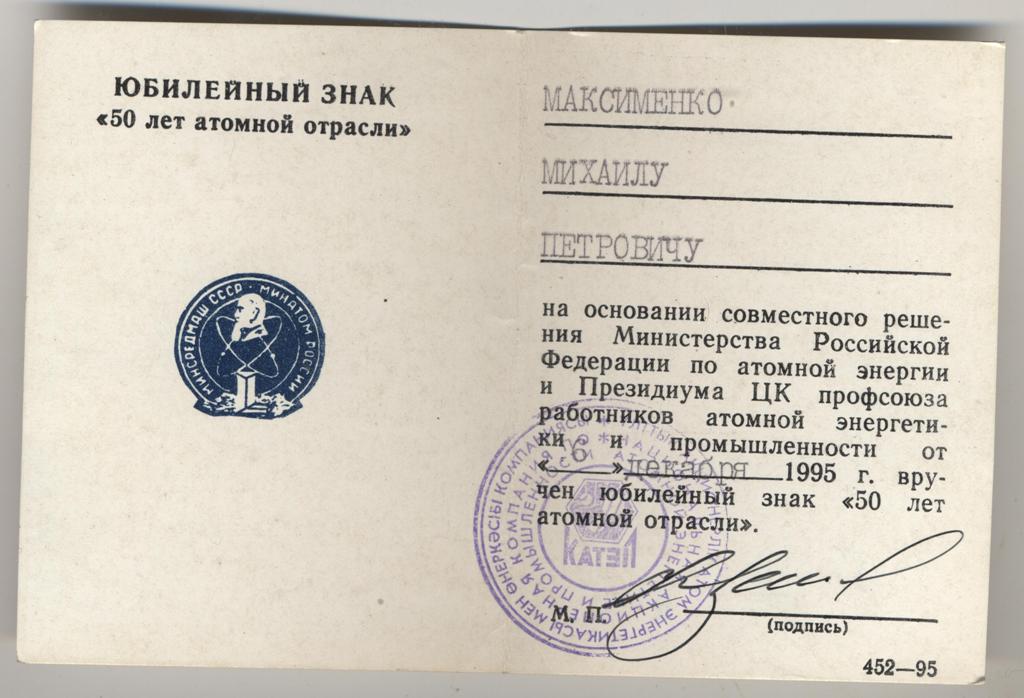 ЮБИЛЕЙНЫЙ ЗНАК
«50 лет атомной отрасли»
МИНСРЕДМАШ СССР · МИНАТОМ РОССИИ
МАКСИМЕНКО
МИХАИЛУ
ПЕТРОВИЧУ
на основании совместного реше-
ния Министерства Российской
Федерации по атомной энергии
и Президиума ЦК профсоюза
работников атомной энергети-
ки и промышленности от
« 6 » декабря 1995 г. вру-
чен юбилейный знак «50 лет
атомной отрасли».
КАТЭП
М. П.
(подпись)
452—95